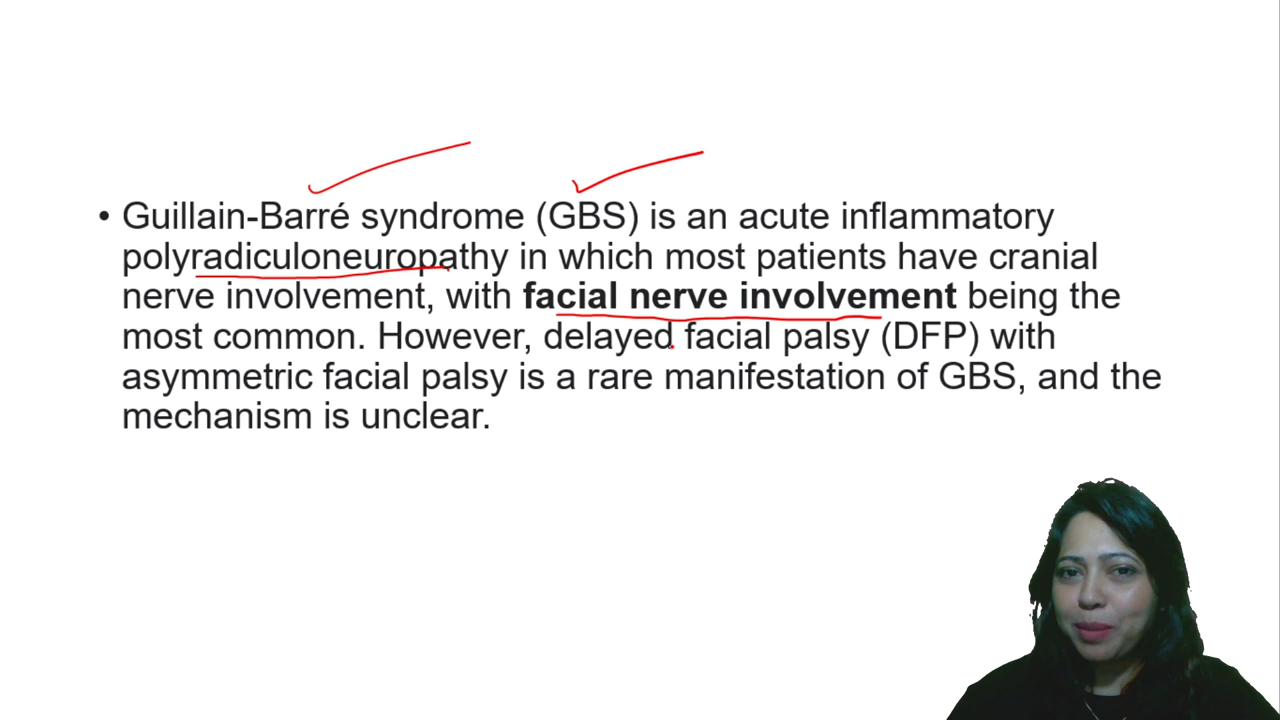 • Guillain-Barré syndrome (GBS) is an acute inflammatory
polyradiculoneuropathy in which most patients have cranial
nerve involvement, with facial nerve involvement being the
most common. However, delayed facial palsy (DFP) with
asymmetric facial palsy is a rare manifestation of GBS, and the
mechanism is unclear.